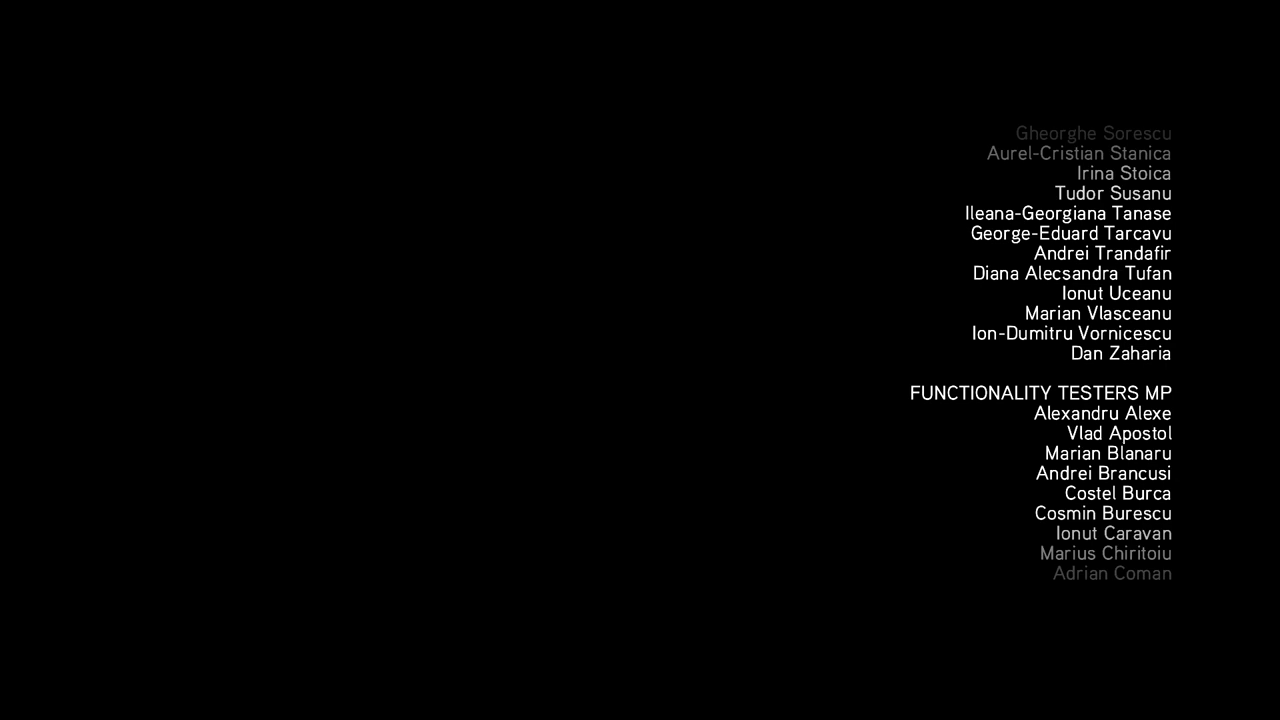 Gheorghe Sorescu
Aurel-Cristian Stanica
Irina Stoica
Tudor Susanu
Ileana-Georgiana Tanase
George-Eduard Tarcavu
Andrei Trandafir
Diana Alecsandra Tufan
Ionut Uceanu
Marian Vlasceanu
Ion-Dumitru Vornicescu
Dan Zaharia
FUNCTIONALITY TESTERS MP
Alexandru Alexe
Vlad Apostol
Marian Blanaru
Andrei Brancusi
Costel Burca
Cosmin Burescu
Ionut Caravan
Marius Chiritoiu
Adrian Coman